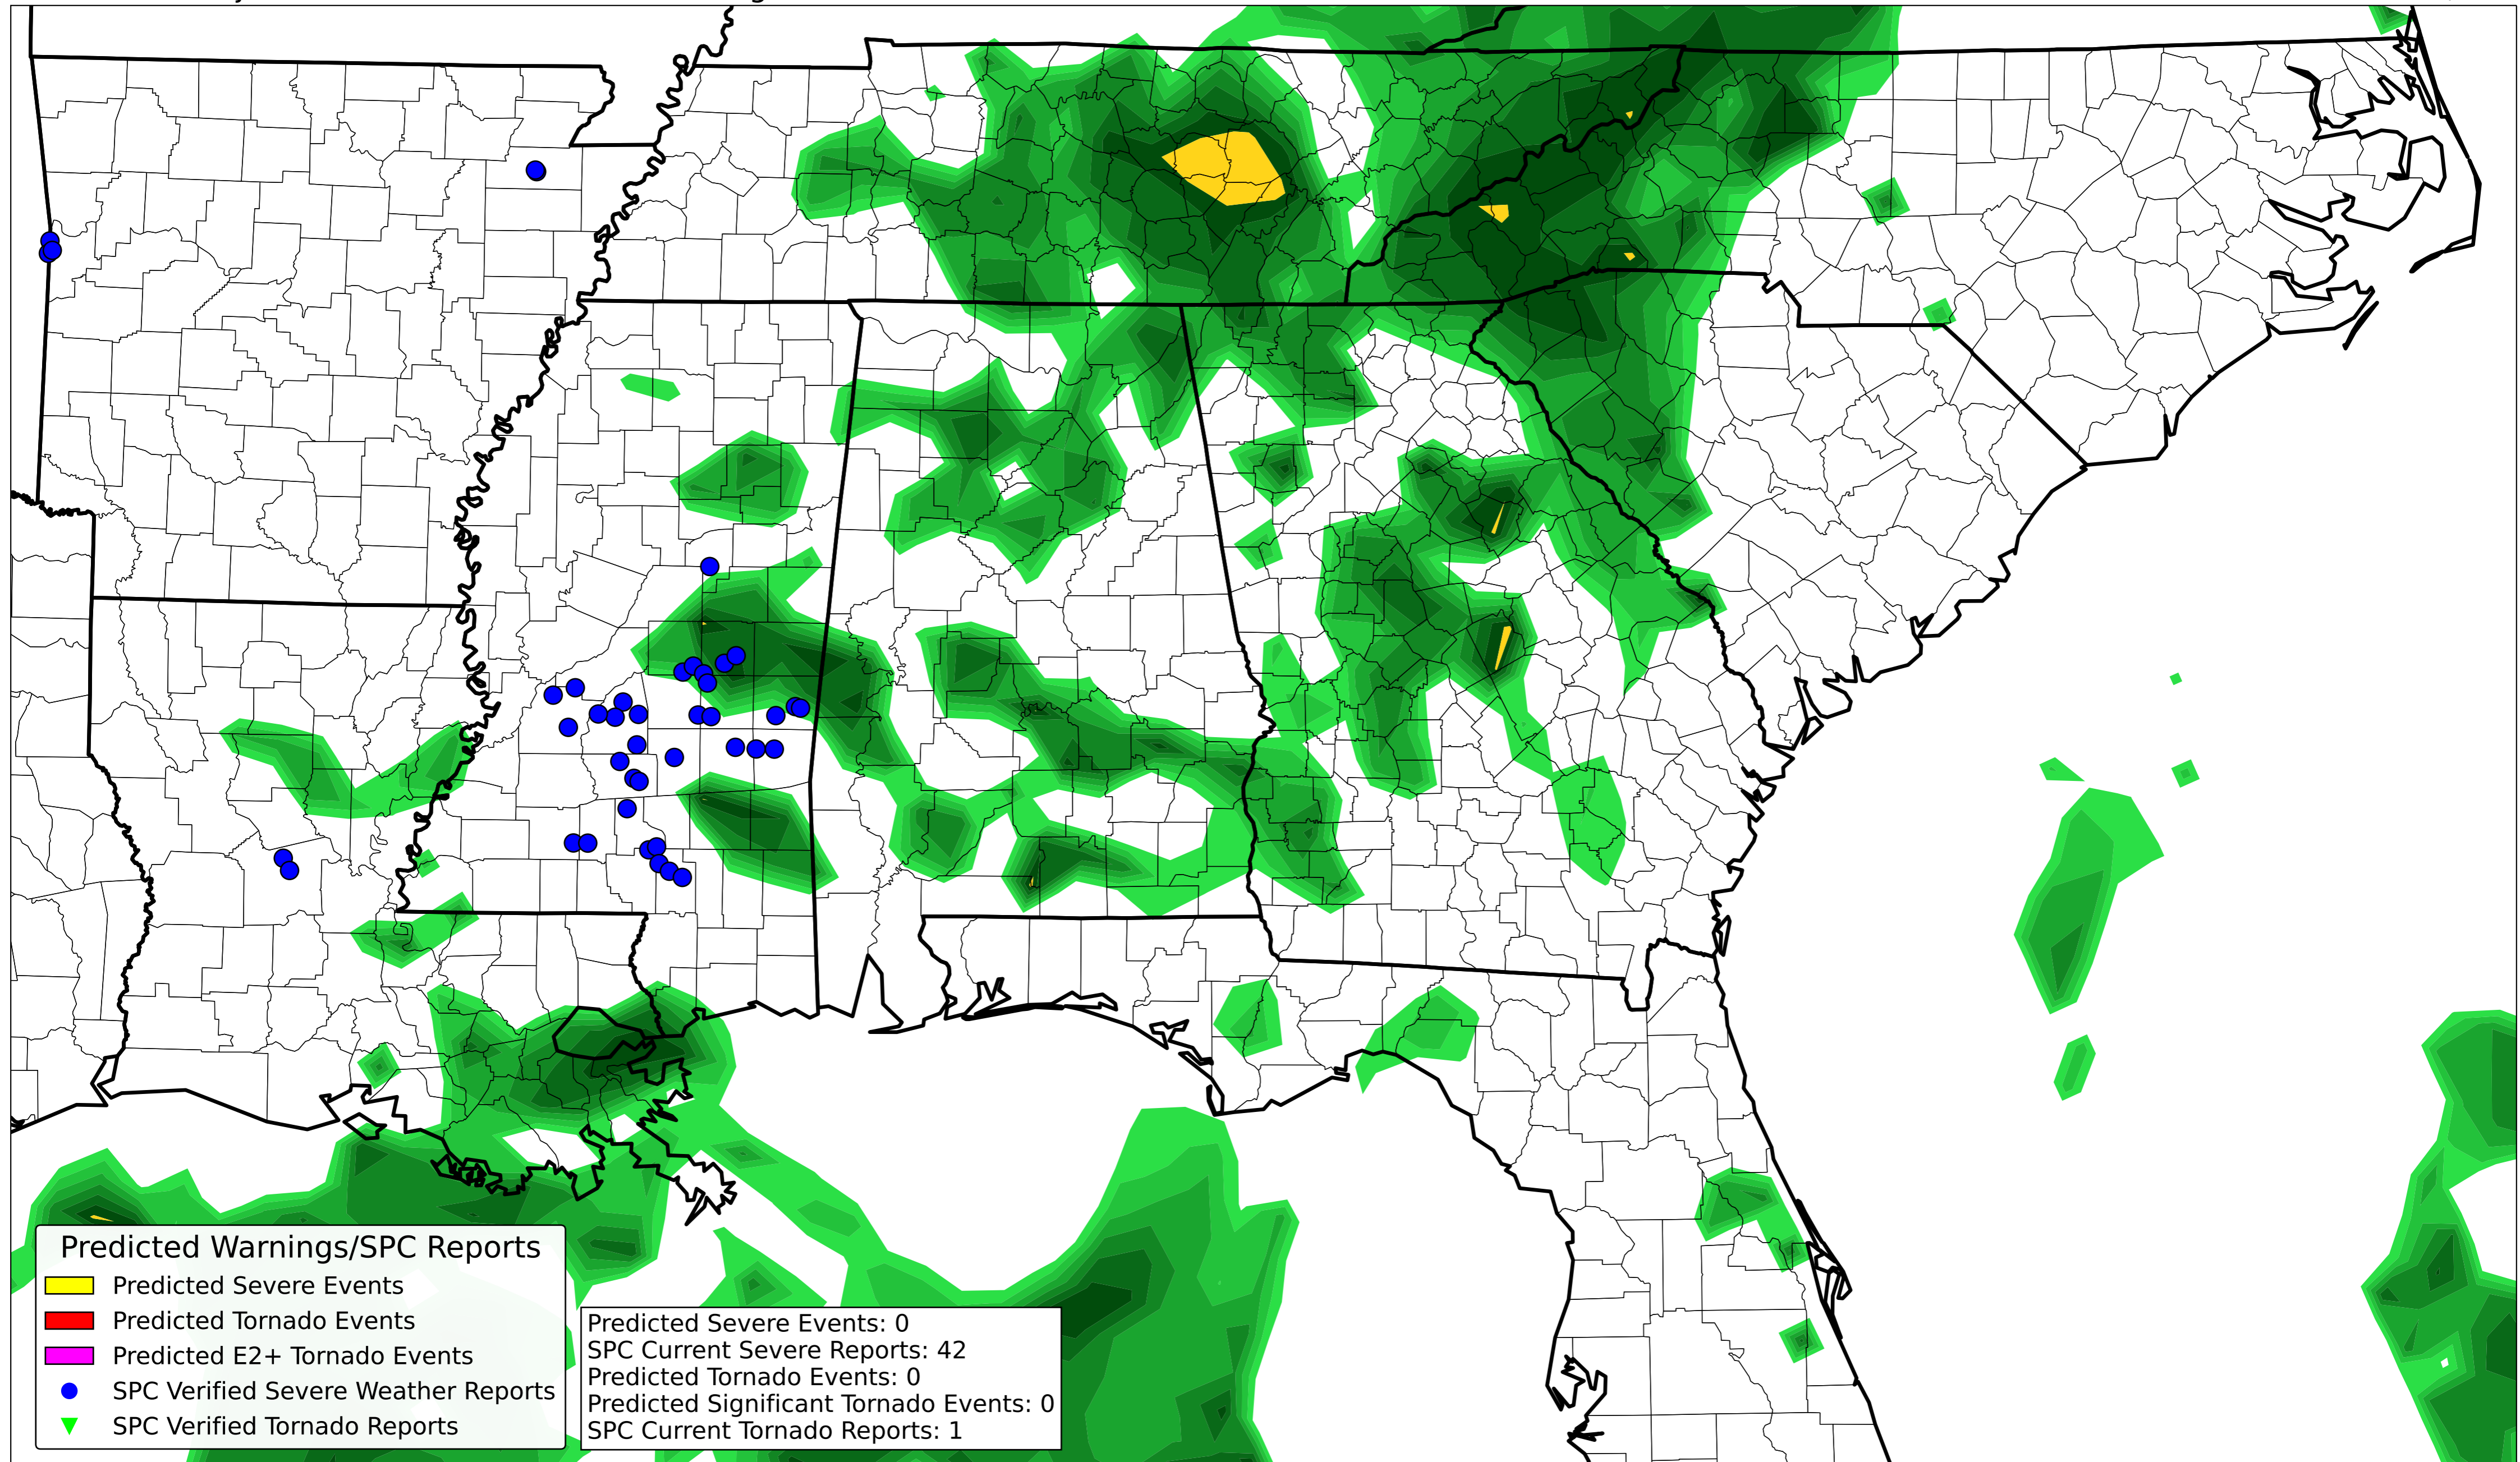 Predicted Warnings/SPC Reports
Predicted Severe Events
Predicted Tornado Events
Predicted E2+ Tornado Events
SPC Verified Severe Weather Reports
SPC Verified Tornado Reports
Predicted Severe Events: 0
SPC Current Severe Reports: 42
Predicted Tornado Events: 0
Predicted Significant Tornado Events: 0
SPC Current Tornado Reports: 1